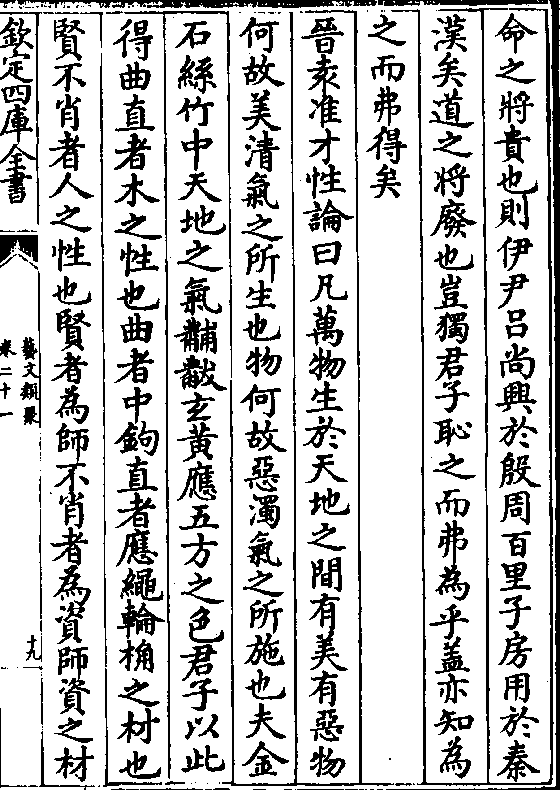 命之將貴也則伊尹吕尚興於殷周百里子房用於秦
漢矣道之將廢也豈獨君子恥之而弗為乎蓋亦知為
之而弗得矣
晉袁准才性論曰凡萬物生於天地之間有美有惡物
何故美清氣之所生也物何故惡濁氣之所施也夫金
石絲竹中天地之氣黼黻玄黃應五方之色君子以此
得曲直者木之性也曲者中鉤直者應繩輪桷之材也
賢不肖者人之性也賢者為師不肖者為資師資之材
欽定四庫全書
藝文類聚
卷二十一
十九